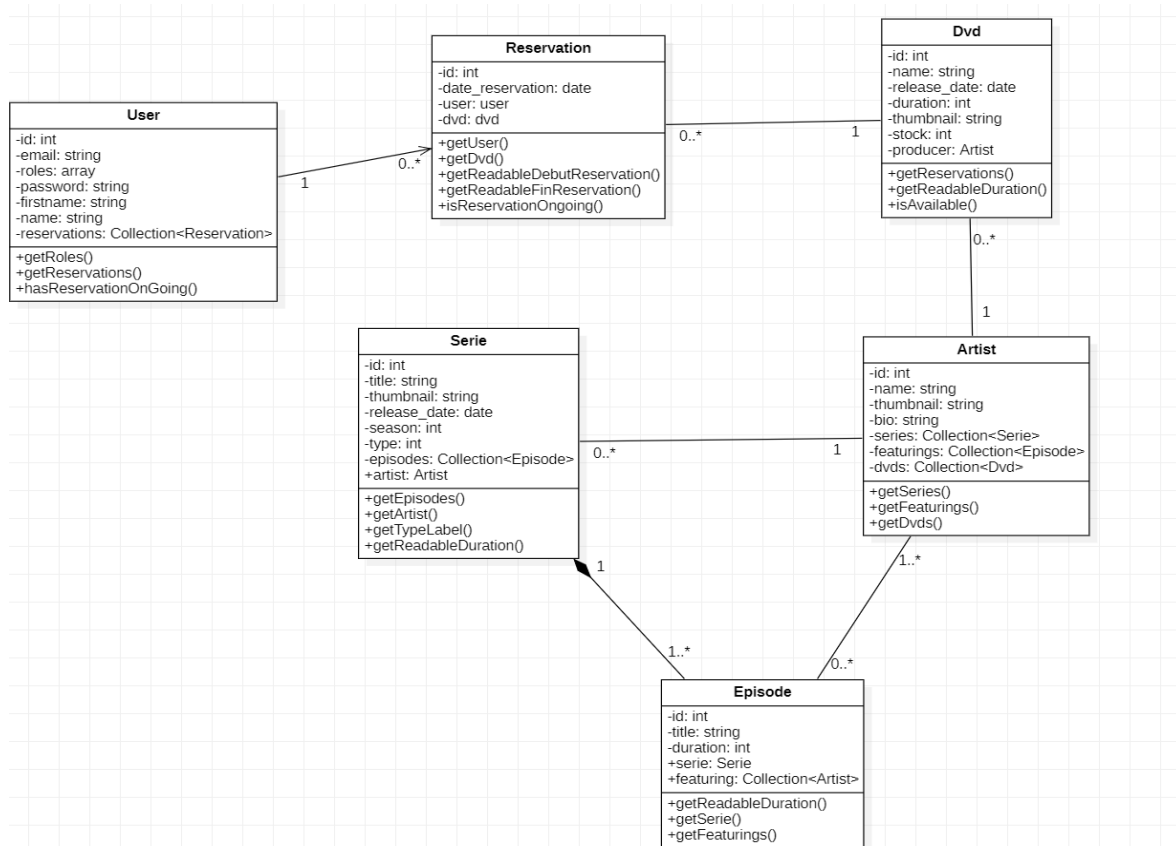 User
-id: int
-email: string
-roles: array
-password: string
-firstname: string
-name: string
-reservations: Collection<Reservation>
+getRoles()
+getReservations()
+hasReservationOnGoing()
1
0..*
Reservation
-id: int
-date_reservation: date
-user: user
-dvd: dvd
+getUser()
+getDvd()
+getReadableDebutReservation()
+getReadableFinReservation()
+isReservationOngoing()
0..*
1
Dvd
-id: int
-name: string
-release_date: date
-duration: int
-thumbnail: string
-stock: int
-producer: Artist
+getReservations()
+getReadableDuration()
+isAvailable()
0..*
1
Serie
-id: int
-title: string
-thumbnail: string
-release_date: date
-season: int
-type: int
-episodes: Collection<Episode>
+artist: Artist
+getEpisodes()
+getArtist()
+getTypeLabel()
+getReadableDuration()
0..*
1
Artist
-id: int
-name: string
-thumbnail: string
-bio: string
-series: Collection<Serie>
-featurings: Collection<Episode>
-dvds: Collection<Dvd>
+getSeries()
+getFeaturings()
+getDvds()
1
1..*
1..*
0..*
Episode
-id: int
-title: string
-duration: int
+serie: Serie
+featuring: Collection<Artist>
+getReadableDuration()
+getSerie()
+getFeaturings()